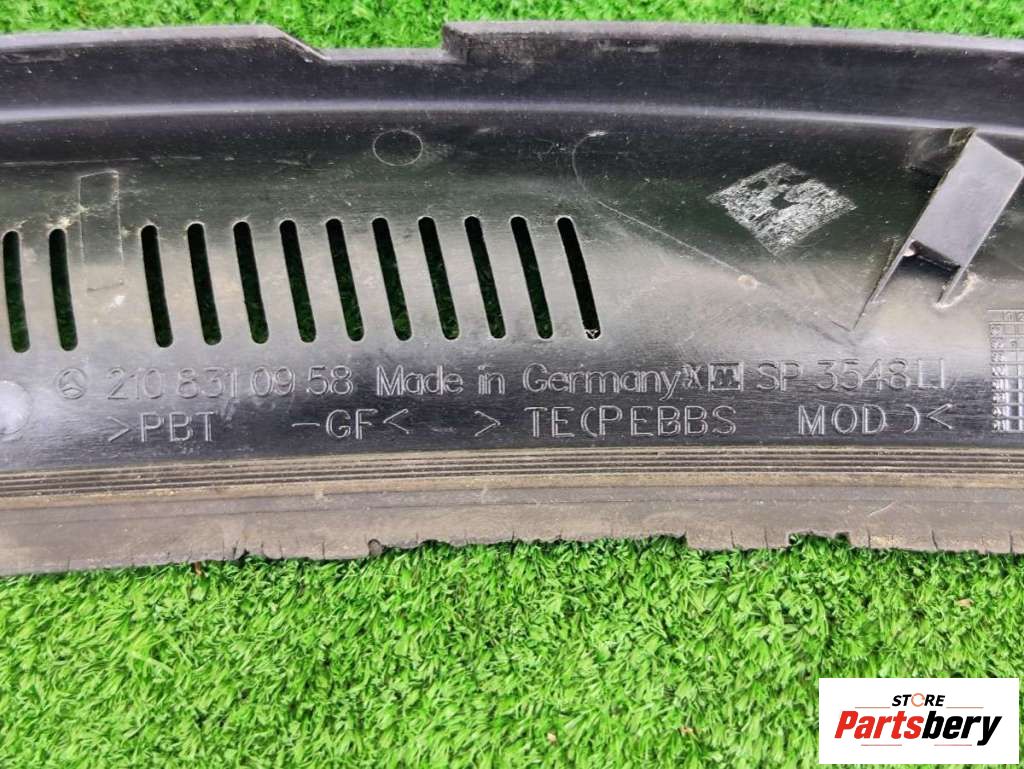 210 831 09 58 Made in Germany X SP 3548 LI
>PBT -GF< >TE(PEBBS MOD)<
STORE
Partsbery